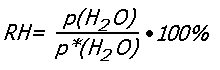 RH= p(H₂O) / p*(H₂O) •100%